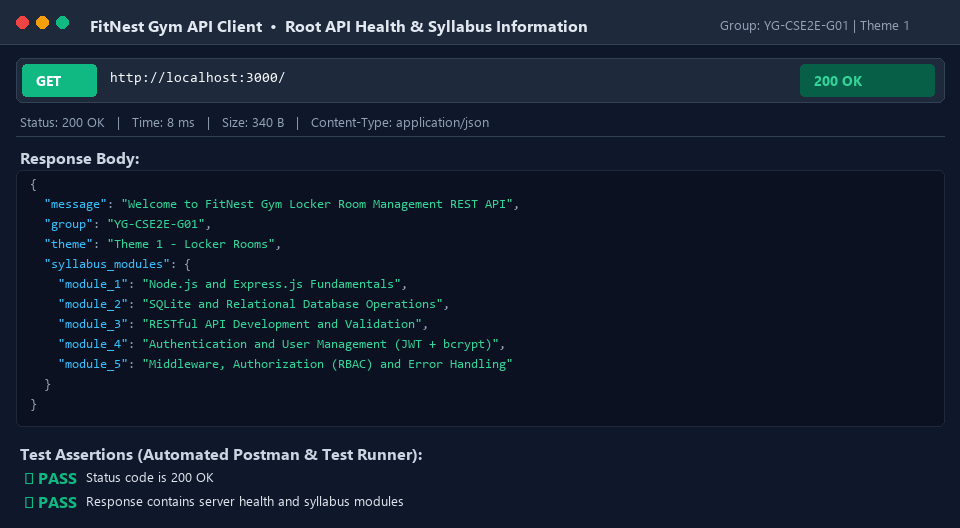 FitNest Gym API Client • Root API Health & Syllabus Information
Group: YG-CSE2E-G01 | Theme 1
GET
http://localhost:3000/
200 OK
Status: 200 OK | Time: 8 ms | Size: 340 B | Content-Type: application/json
Response Body:
{
"message": "Welcome to FitNest Gym Locker Room Management REST API",
"group": "YG-CSE2E-G01",
"theme": "Theme 1 - Locker Rooms",
"syllabus_modules": {
"module_1": "Node.js and Express.js Fundamentals",
"module_2": "SQLite and Relational Database Operations",
"module_3": "RESTful API Development and Validation",
"module_4": "Authentication and User Management (JWT + bcrypt)",
"module_5": "Middleware, Authorization (RBAC) and Error Handling"
}
}
Test Assertions (Automated Postman & Test Runner):
PASS Status code is 200 OK
PASS Response contains server health and syllabus modules